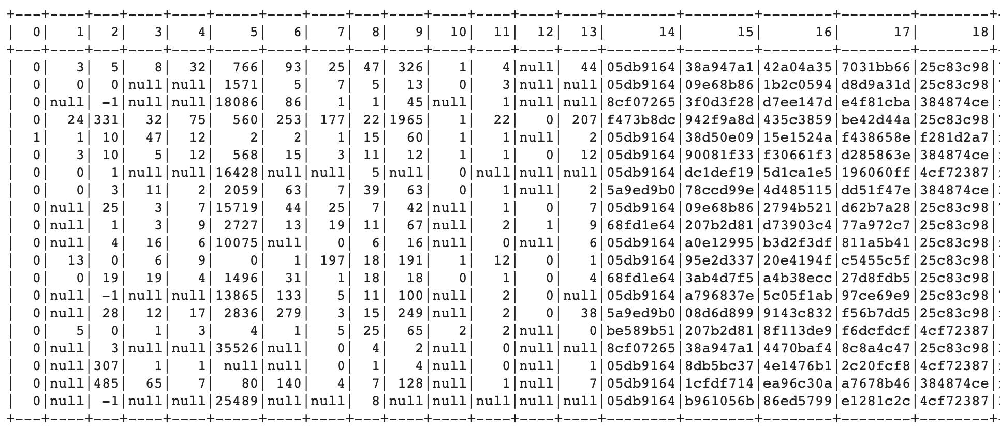 +---+----+---+----+----+-----+----+----+---+----+----+----+----+----+--------+--------+--------+--------+--------+
|  0|   1|  2|   3|   4|    5|   6|   7|  8|   9|  10|  11|  12|  13|      14|      15|      16|      17|      18|
+---+----+---+----+----+-----+----+----+---+----+----+----+----+----+--------+--------+--------+--------+--------+
|  0|   3|  5|   8|  32|  766|  93|  25| 47| 326|   1|   4|null|  44|05db9164|38a947a1|42a04a35|7031bb66|25c83c98|
|  0|   0|  0|null|null| 1571|   5|   7|  5|  13|   0|   3|null|null|05db9164|09e68b86|1b2c0594|d8d9a31d|25c83c98|
|  0|null| -1|null|null|18086|  86|   1|  1|  45|null|   1|null|null|8cf07265|3f0d3f28|d7ee147d|e4f81cba|384874ce|
|  0|  24|331|  32|  75|  560| 253| 177| 22|1965|   1|  22|   0| 207|f473b8dc|942f9a8d|435c3859|be42d44a|25c83c98|
|  1|   1| 10|  47|  12|    2|   2|   1| 15|  60|   1|   1|null|   2|05db9164|38d50e09|15e1524a|f438658e|f281d2a7|
|  0|   3| 10|   5|  12|  568|  15|   3| 11|  12|   1|   1|   0|  12|05db9164|90081f33|f30661f3|d285863e|384874ce|
|  0|   0|  1|null|null|16428|null|null|  5|null|   0|null|null|null|05db9164|dc1def19|5d1ca1e5|196060ff|4cf72387|
|  0|   0|  3|  11|   2| 2059|  63|   7| 39|  63|   0|   1|null|   2|5a9ed9b0|78ccd99e|4d485115|dd51f47e|384874ce|
|  0|null| 25|   3|   7|15719|  44|  25|  7|  42|null|   1|   0|   7|05db9164|09e68b86|2794b521|d62b7a28|25c83c98|
|  0|null|  1|   3|   9| 2727|  13|  19| 11|  67|null|   2|   1|   9|68fd1e64|207b2d81|d73903c4|77a972c7|25c83c98|
|  0|null|  4|  16|   6|10075|null|   0|  6|  16|null|   0|null|   6|05db9164|a0e12995|b3d2f3df|811a5b41|25c83c98|
|  0|  13|  0|   6|   9|    0|   1| 197| 18| 191|   1|  12|   0|   1|05db9164|95e2d337|20e4194f|c5455c5f|25c83c98|
|  0|   0| 19|  19|   4| 1496|  31|   1| 18|  18|   0|   1|   0|   4|68fd1e64|3ab4d7f5|a4b38ecc|27d8fdb5|25c83c98|
|  0|null| -1|null|null|13865| 133|   5| 11| 100|null|   2|   0|null|05db9164|a796837e|5c05f1ab|97ce69e9|25c83c98|
|  0|null| 28|  12|  17| 2836| 279|   3| 15| 249|null|   2|   0|  38|5a9ed9b0|08d6d899|9143c832|f56b7dd5|25c83c98|
|  0|   5|  0|   1|   3|    4|   1|   5| 25|  65|   2|   2|null|   0|be589b51|207b2d81|8f113de9|f6dcfdcf|4cf72387|
|  0|null|  3|null|null|35526|null|   0|  4|   2|null|   0|null|null|8cf07265|38a947a1|4470baf4|8c8a4c47|25c83c98|
|  0|null|307|   1|   1| null|null|   0|  1|   4|null|   0|null|   1|05db9164|8db5bc37|4e1476b1|2c20fcf8|4cf72387|
|  0|null|485|  65|   7|   80| 140|   4|  7| 128|null|   1|null|   7|05db9164|1cfdf714|ea96c30a|a7678b46|384874ce|
|  0|null| -1|null|null|25489|null|null|  8|null|null|null|null|null|05db9164|b961056b|86ed5799|e1281c2c|4cf72387|
+---+----+---+----+----+-----+----+----+---+----+----+----+----+----+--------+--------+--------+--------+--------+